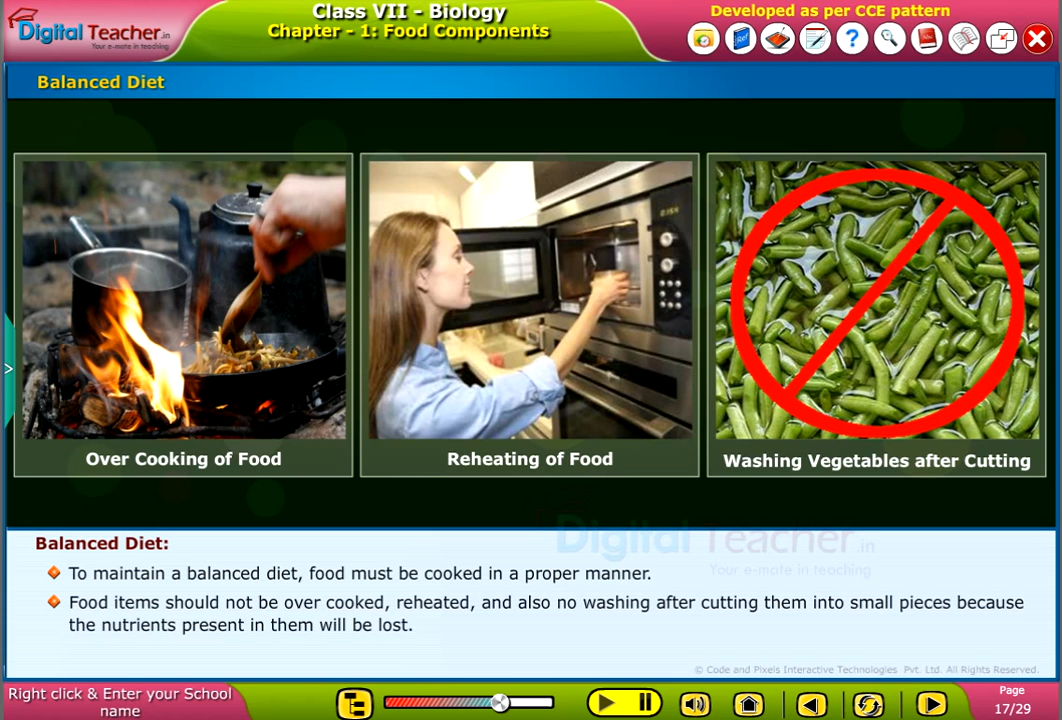 Digital Teacher.in
Your e-mate in teaching
Class VII - Biology
Chapter - 1: Food Components
Developed as per CCE pattern
Balanced Diet
Over Cooking of Food
Reheating of Food
Washing Vegetables after Cutting
Digital Teacher.in
Your e-mate in teaching
Balanced Diet:
To maintain a balanced diet, food must be cooked in a proper manner.
Food items should not be over cooked, reheated, and also no washing after cutting them into small pieces because
the nutrients present in them will be lost.
© Code and Pixels Interactive Technologies Pvt. Ltd. All Rights Reserved.
Right click & Enter your School
name
Page
17/29